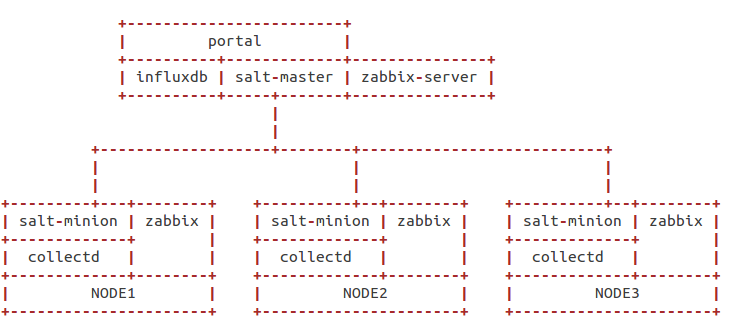 portal
influxdb | salt-master | zabbix-server |
salt-minion | zabbix | salt-minion | zabbix | salt-minion | zabbix
collectd | collectd | collectd
NODE1 | NODE2 | NODE3